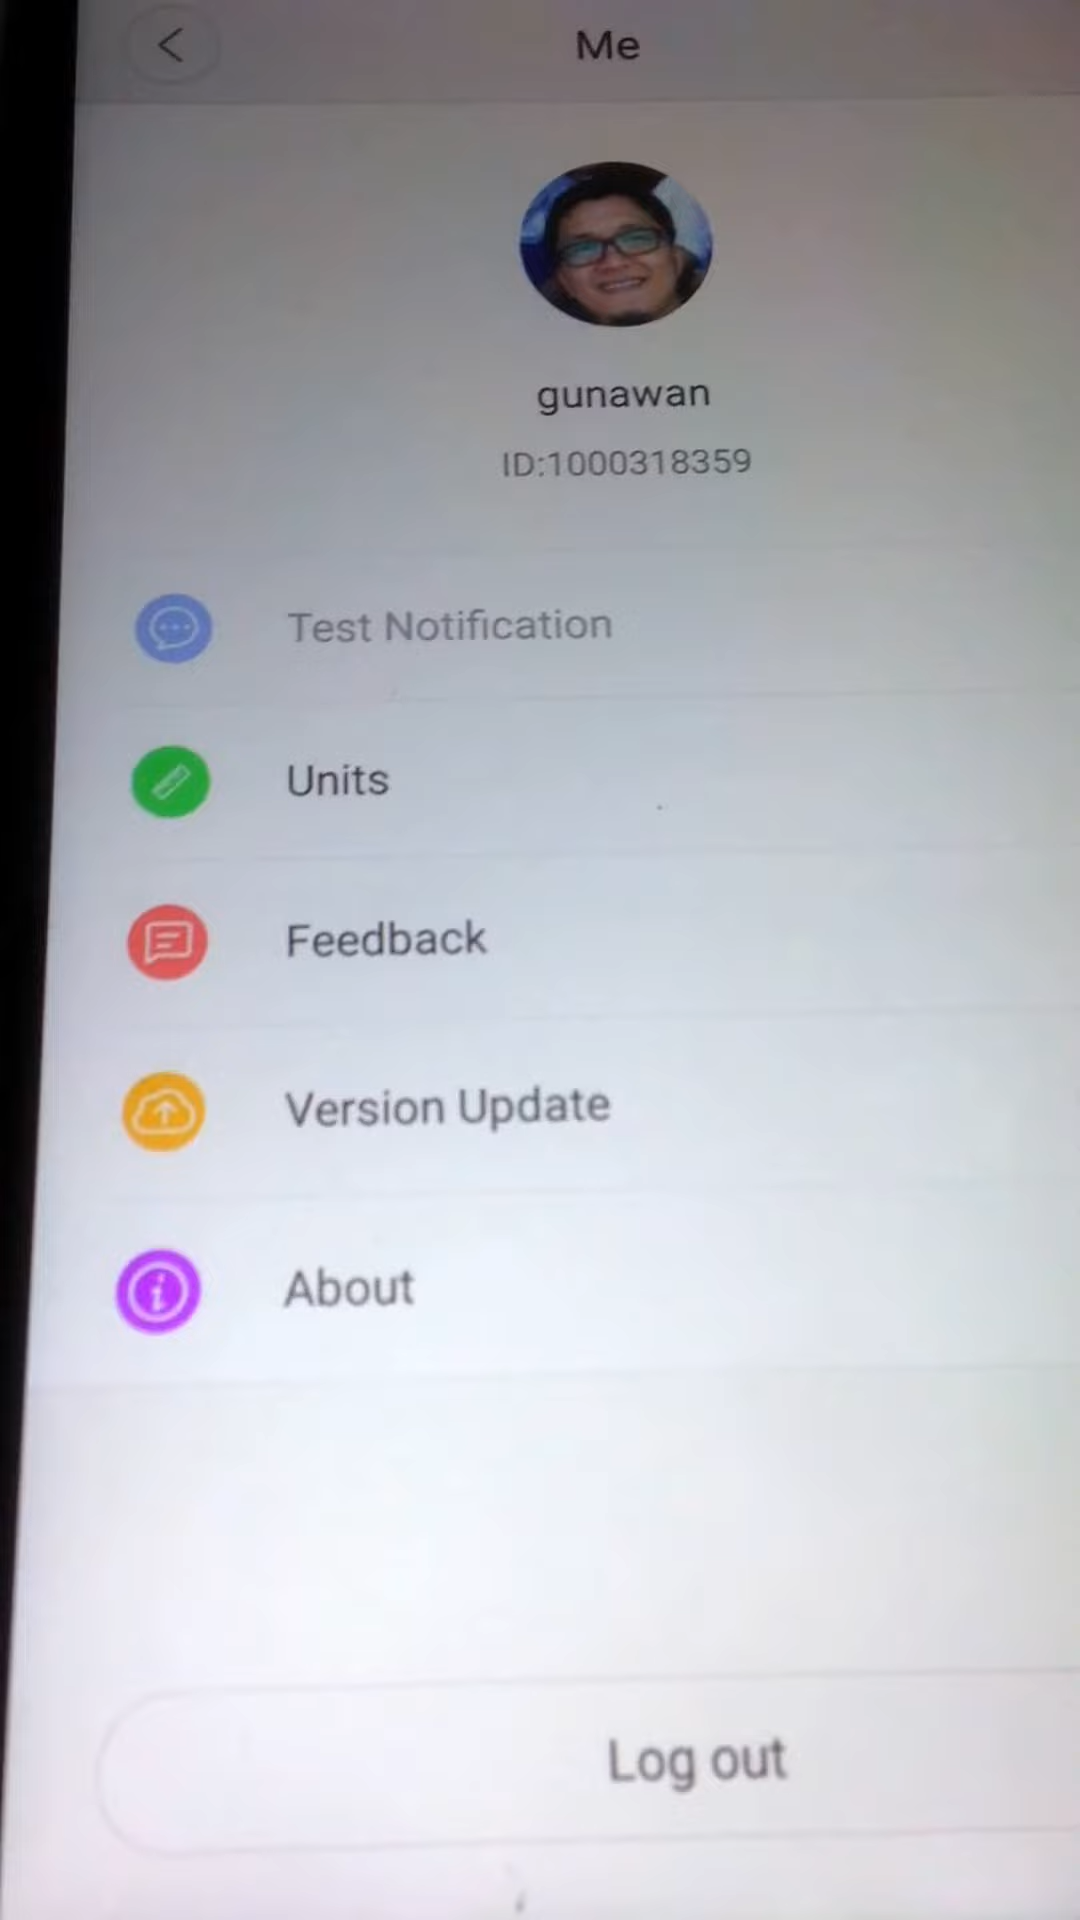 Me
gunawan
ID:1000318359
Test Notification
Units
Feedback
Version Update
About
Log out